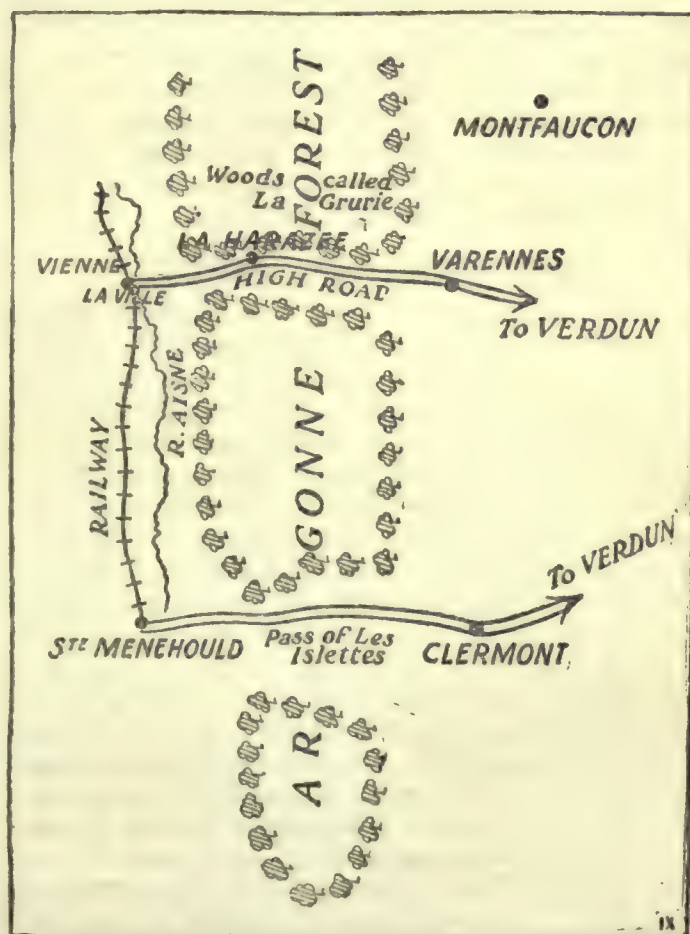 FOREST
MONTFAUCON
Woods called
La Grurie
LA HARAZEE
VIENNE
LA VILLE
HIGH ROAD
VARENNES
To VERDUN
R. AISNE
GONNE
RAILWAY
To VERDUN
STE MENEHOULD
Pass of Les
Islettes
CLERMONT
AR
IX